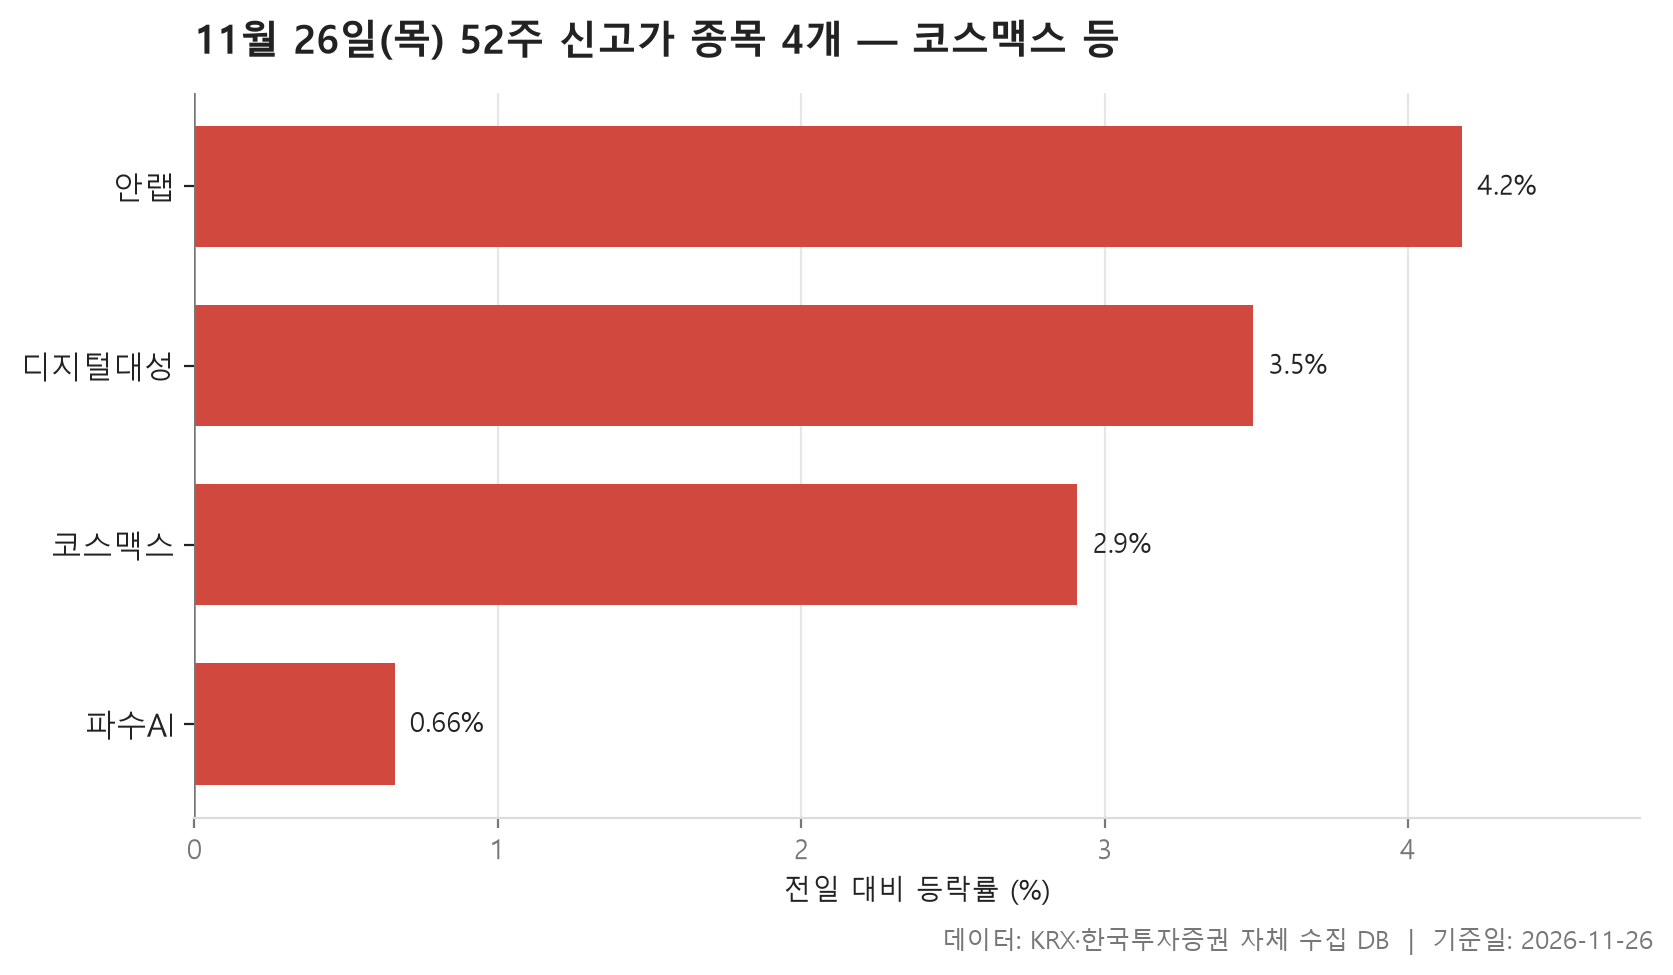 11월 26일(목) 52주 신고가 종목 4개 — 코스맥스 등
안랩
4.2%
디지털대성
3.5%
코스맥스
2.9%
파수AI
0.66%
0 1 2 3 4
전일 대비 등락률 (%)
데이터: KRX·한국투자증권 자체 수집 DB | 기준일: 2026-11-26